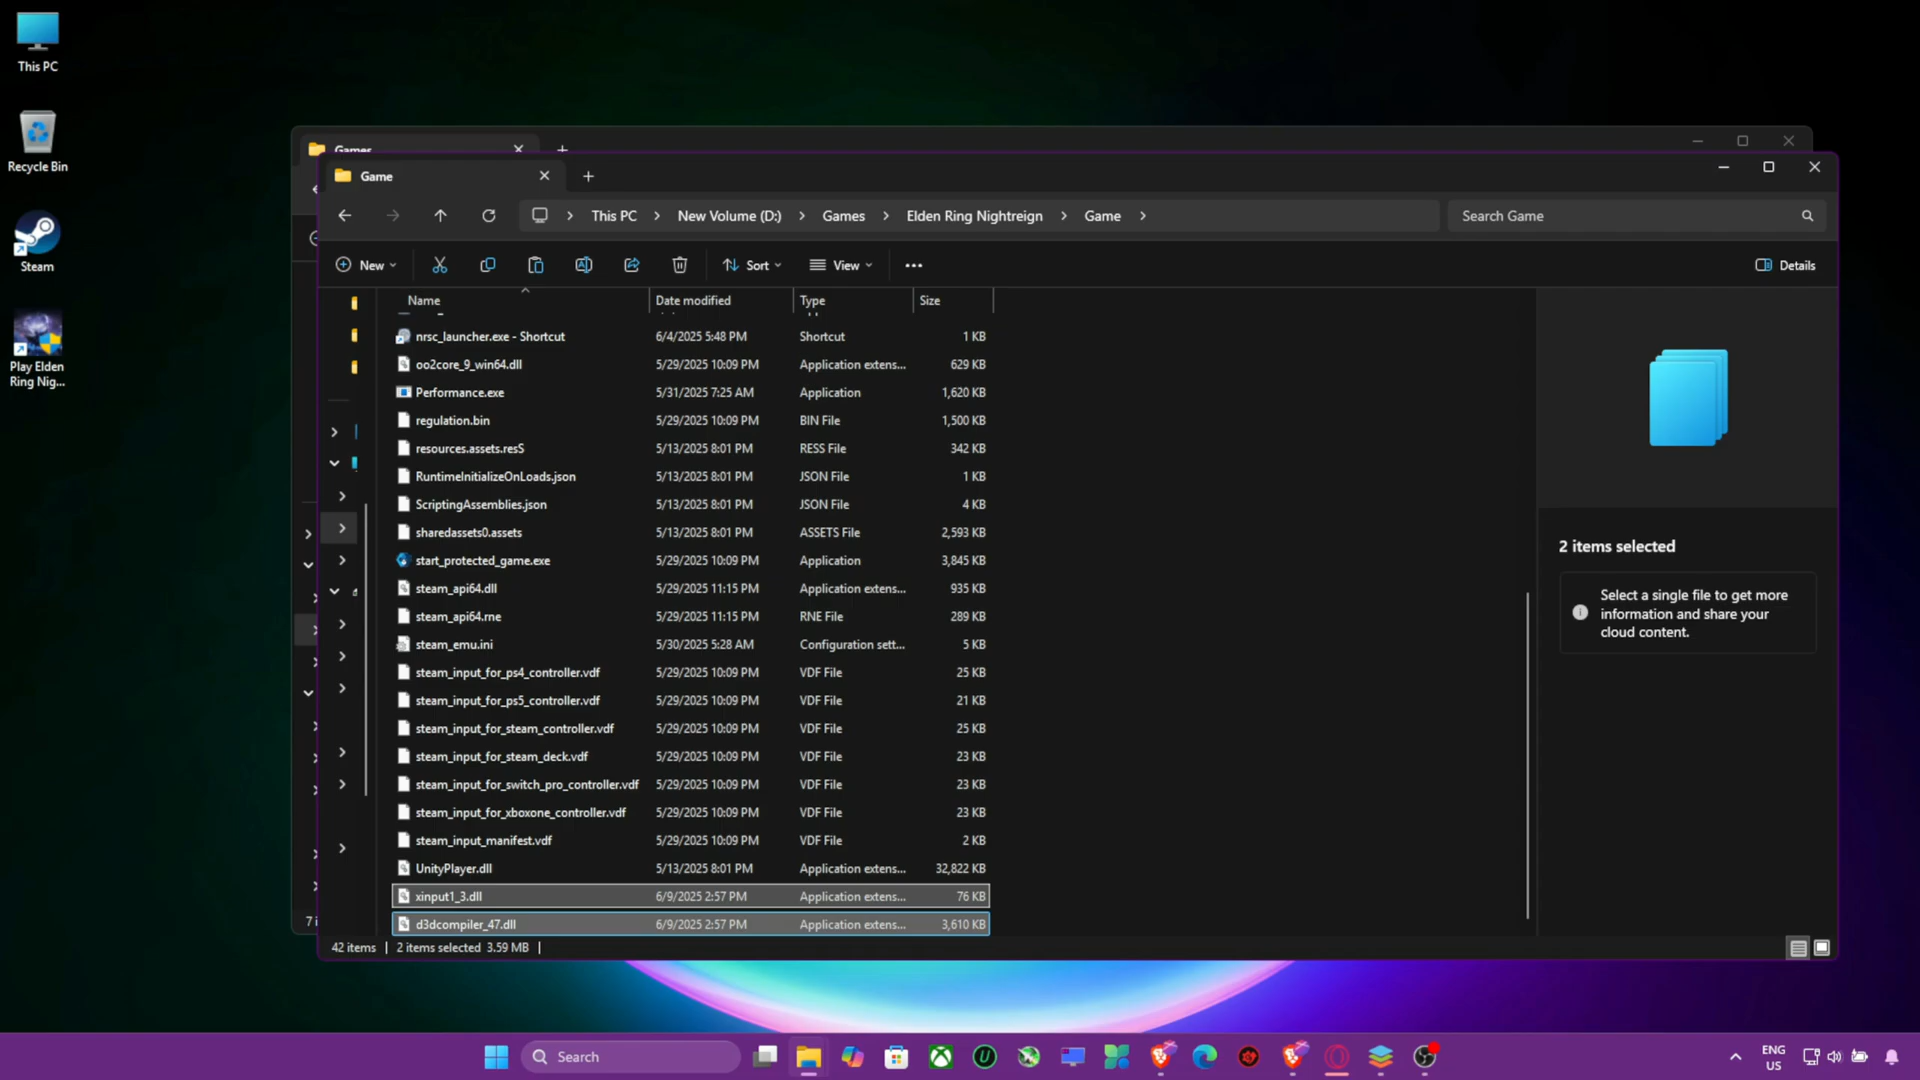 This PC
Recycle Bin
Steam
Play Elden
Ring Nig...
Games
Game
This PC
New Volume (D:)
Games
Elden Ring Nightreign
Game
Search Game
New
Sort
View
Details
Name Date modified Type Size
nrsc_launcher.exe - Shortcut 6/4/2025 5:48 PM Shortcut 1 KB
oo2core_9_win64.dll 5/29/2025 10:09 PM Application extens... 629 KB
Performance.exe 5/31/2025 7:25 AM Application 1,620 KB
regulation.bin 5/29/2025 10:09 PM BIN File 1,500 KB
resources.assets.resS 5/13/2025 8:01 PM RESS File 342 KB
RuntimeInitializeOnLoads.json 5/13/2025 8:01 PM JSON File 1 KB
ScriptingAssemblies.json 5/13/2025 8:01 PM JSON File 4 KB
sharedassets0.assets 5/13/2025 8:01 PM ASSETS File 2,593 KB
start_protected_game.exe 5/29/2025 10:09 PM Application 3,845 KB
steam_api64.dll 5/29/2025 11:15 PM Application extens... 935 KB
steam_api64.rne 5/29/2025 11:15 PM RNE File 289 KB
steam_emu.ini 5/30/2025 5:28 AM Configuration sett... 5 KB
steam_input_for_ps4_controller.vdf 5/29/2025 10:09 PM VDF File 25 KB
steam_input_for_ps5_controller.vdf 5/29/2025 10:09 PM VDF File 21 KB
steam_input_for_steam_controller.vdf 5/29/2025 10:09 PM VDF File 25 KB
steam_input_for_steam_deck.vdf 5/29/2025 10:09 PM VDF File 23 KB
steam_input_for_switch_pro_controller.vdf 5/29/2025 10:09 PM VDF File 23 KB
steam_input_for_xboxone_controller.vdf 5/29/2025 10:09 PM VDF File 23 KB
steam_input_manifest.vdf 5/29/2025 10:09 PM VDF File 2 KB
UnityPlayer.dll 5/13/2025 8:01 PM Application extens... 32,822 KB
xinput1_3.dll 6/9/2025 2:57 PM Application extens... 76 KB
d3dcompiler_47.dll 6/9/2025 2:57 PM Application extens... 3,610 KB
2 items selected
Select a single file to get more
information and share your
cloud content.
7 i
42 items 2 items selected 3.59 MB
Search
ENG
US